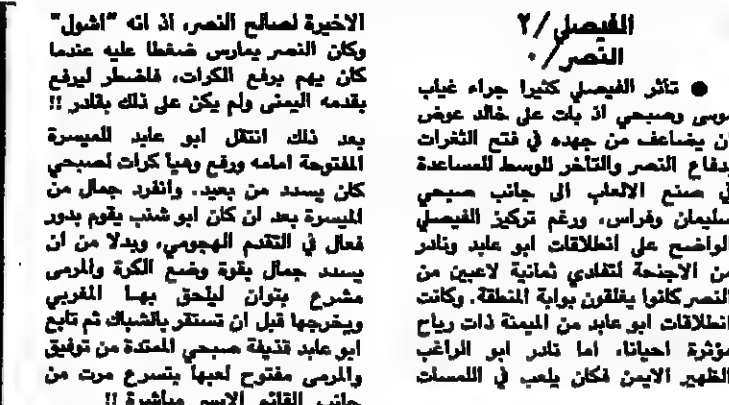 الفيصلي/٢
النصر/٠
● تأثر الفيصلي كثيرا جراء غياب
موسى وصبحي اذ بات على خالد عوض
ان يضاعف من جهده في فتح الثغرات
بدفاع النصر والتأخر للوسط للمساعدة
في صنع الالعاب الى جانب صبحي
سليمان وفراس، ورغم تركيز الفيصلي
الواضح على انطلاقات ابو عابد ونادر
من الاجنحة لتفادي ثمانية لاعبين من
النصر كانوا يغلقون بوابة المنطقة. وكانت
انطلاقات ابو عابد من الميمنة ذات رياح
مؤثرة احيانا، اما نادر ابو الراغب
الظهير الايمن فكان يلعب في اللمسات
الاخيرة لصالح النصر، اذ انه "اشول"
وكان النصر يمارس ضغطا عليه عندما
كان يهم برفع الكرات، فاضطر ليرفع
بقدمه اليمنى ولم يكن على ذلك بقادر !!
بعد ذلك انتقل ابو عابد للميسرة
المفتوحة امامه ورفع وهيأ كرات لصبحي
كان يسدد من بعيد. وانفرد جمال من
الميسرة بعد ان كان ابو شنب يقوم بدور
فعال في التقدم الهجومي، وبدلا من ان
يسدد جمال بقوة وضع الكرة والمرمى
مشرع بتوان ليلحق بها المغربي
ويخرجها قبل ان تستقر بالشباك ثم تابع
ابو عابد قذيفة صبحي المعتدة من توفيق
والمرمى مفتوح لعبها بتسرع مرت من
جانب القائم الايسر مباشرة !!